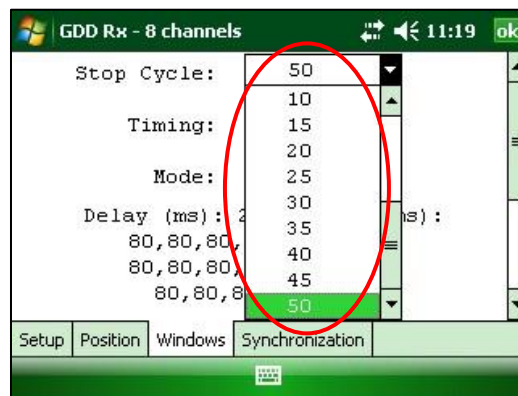 GDD Rx - 8 channels 11:19 ok
Stop Cycle: 50
10
Timing: 15
20
Mode: 25
30
Delay (ms): 2 35 ms):
80,80,80, 40
80,80,80, 45
80,80,8 50
Setup Position Windows Synchronization